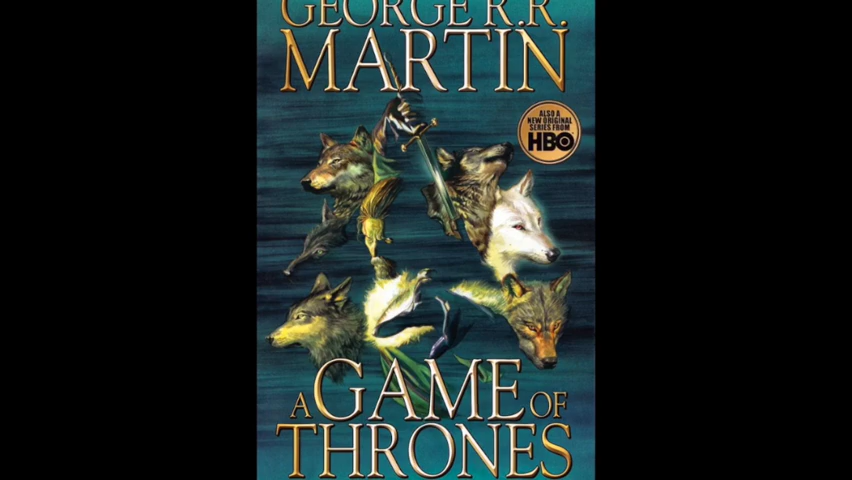 GEORGE R.R.
MARTIN
ALSO A
NEW ORIGINAL
SERIES FROM
HBO
A GAME OF
THRONES